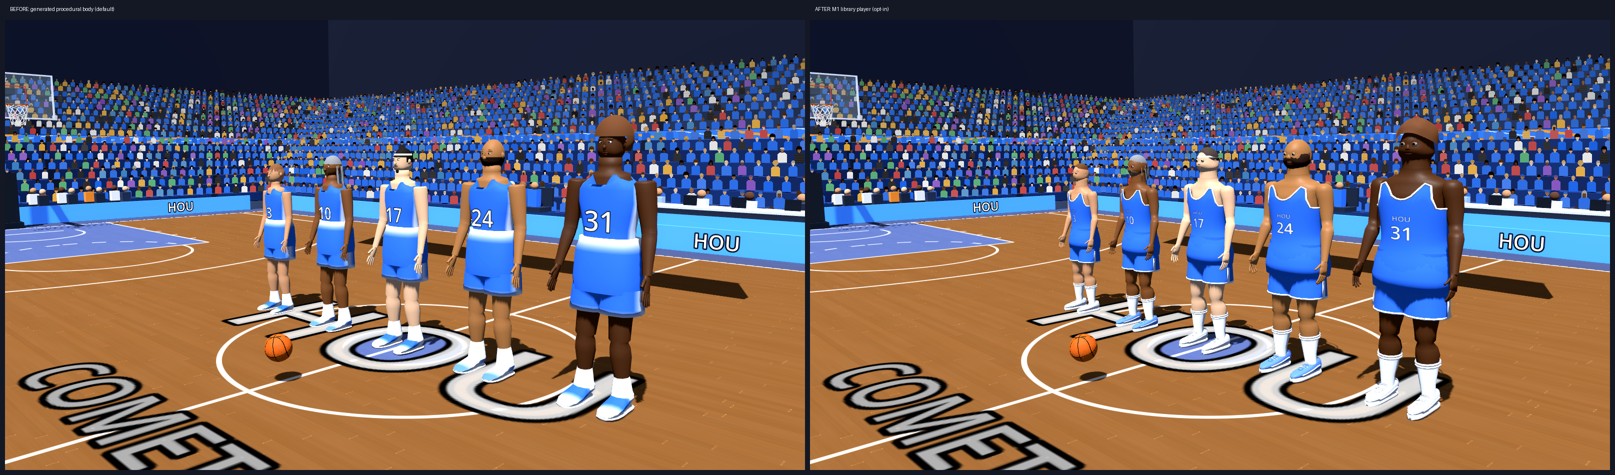 BEFORE: generated procedural body (default)
AFTER: M1 library player (opt-in)
HOU
HOU
3
10
17
24
31
HOU
COMET
HOU
HOU
10
17
HOU
24
HOU
31
HOU
COMET